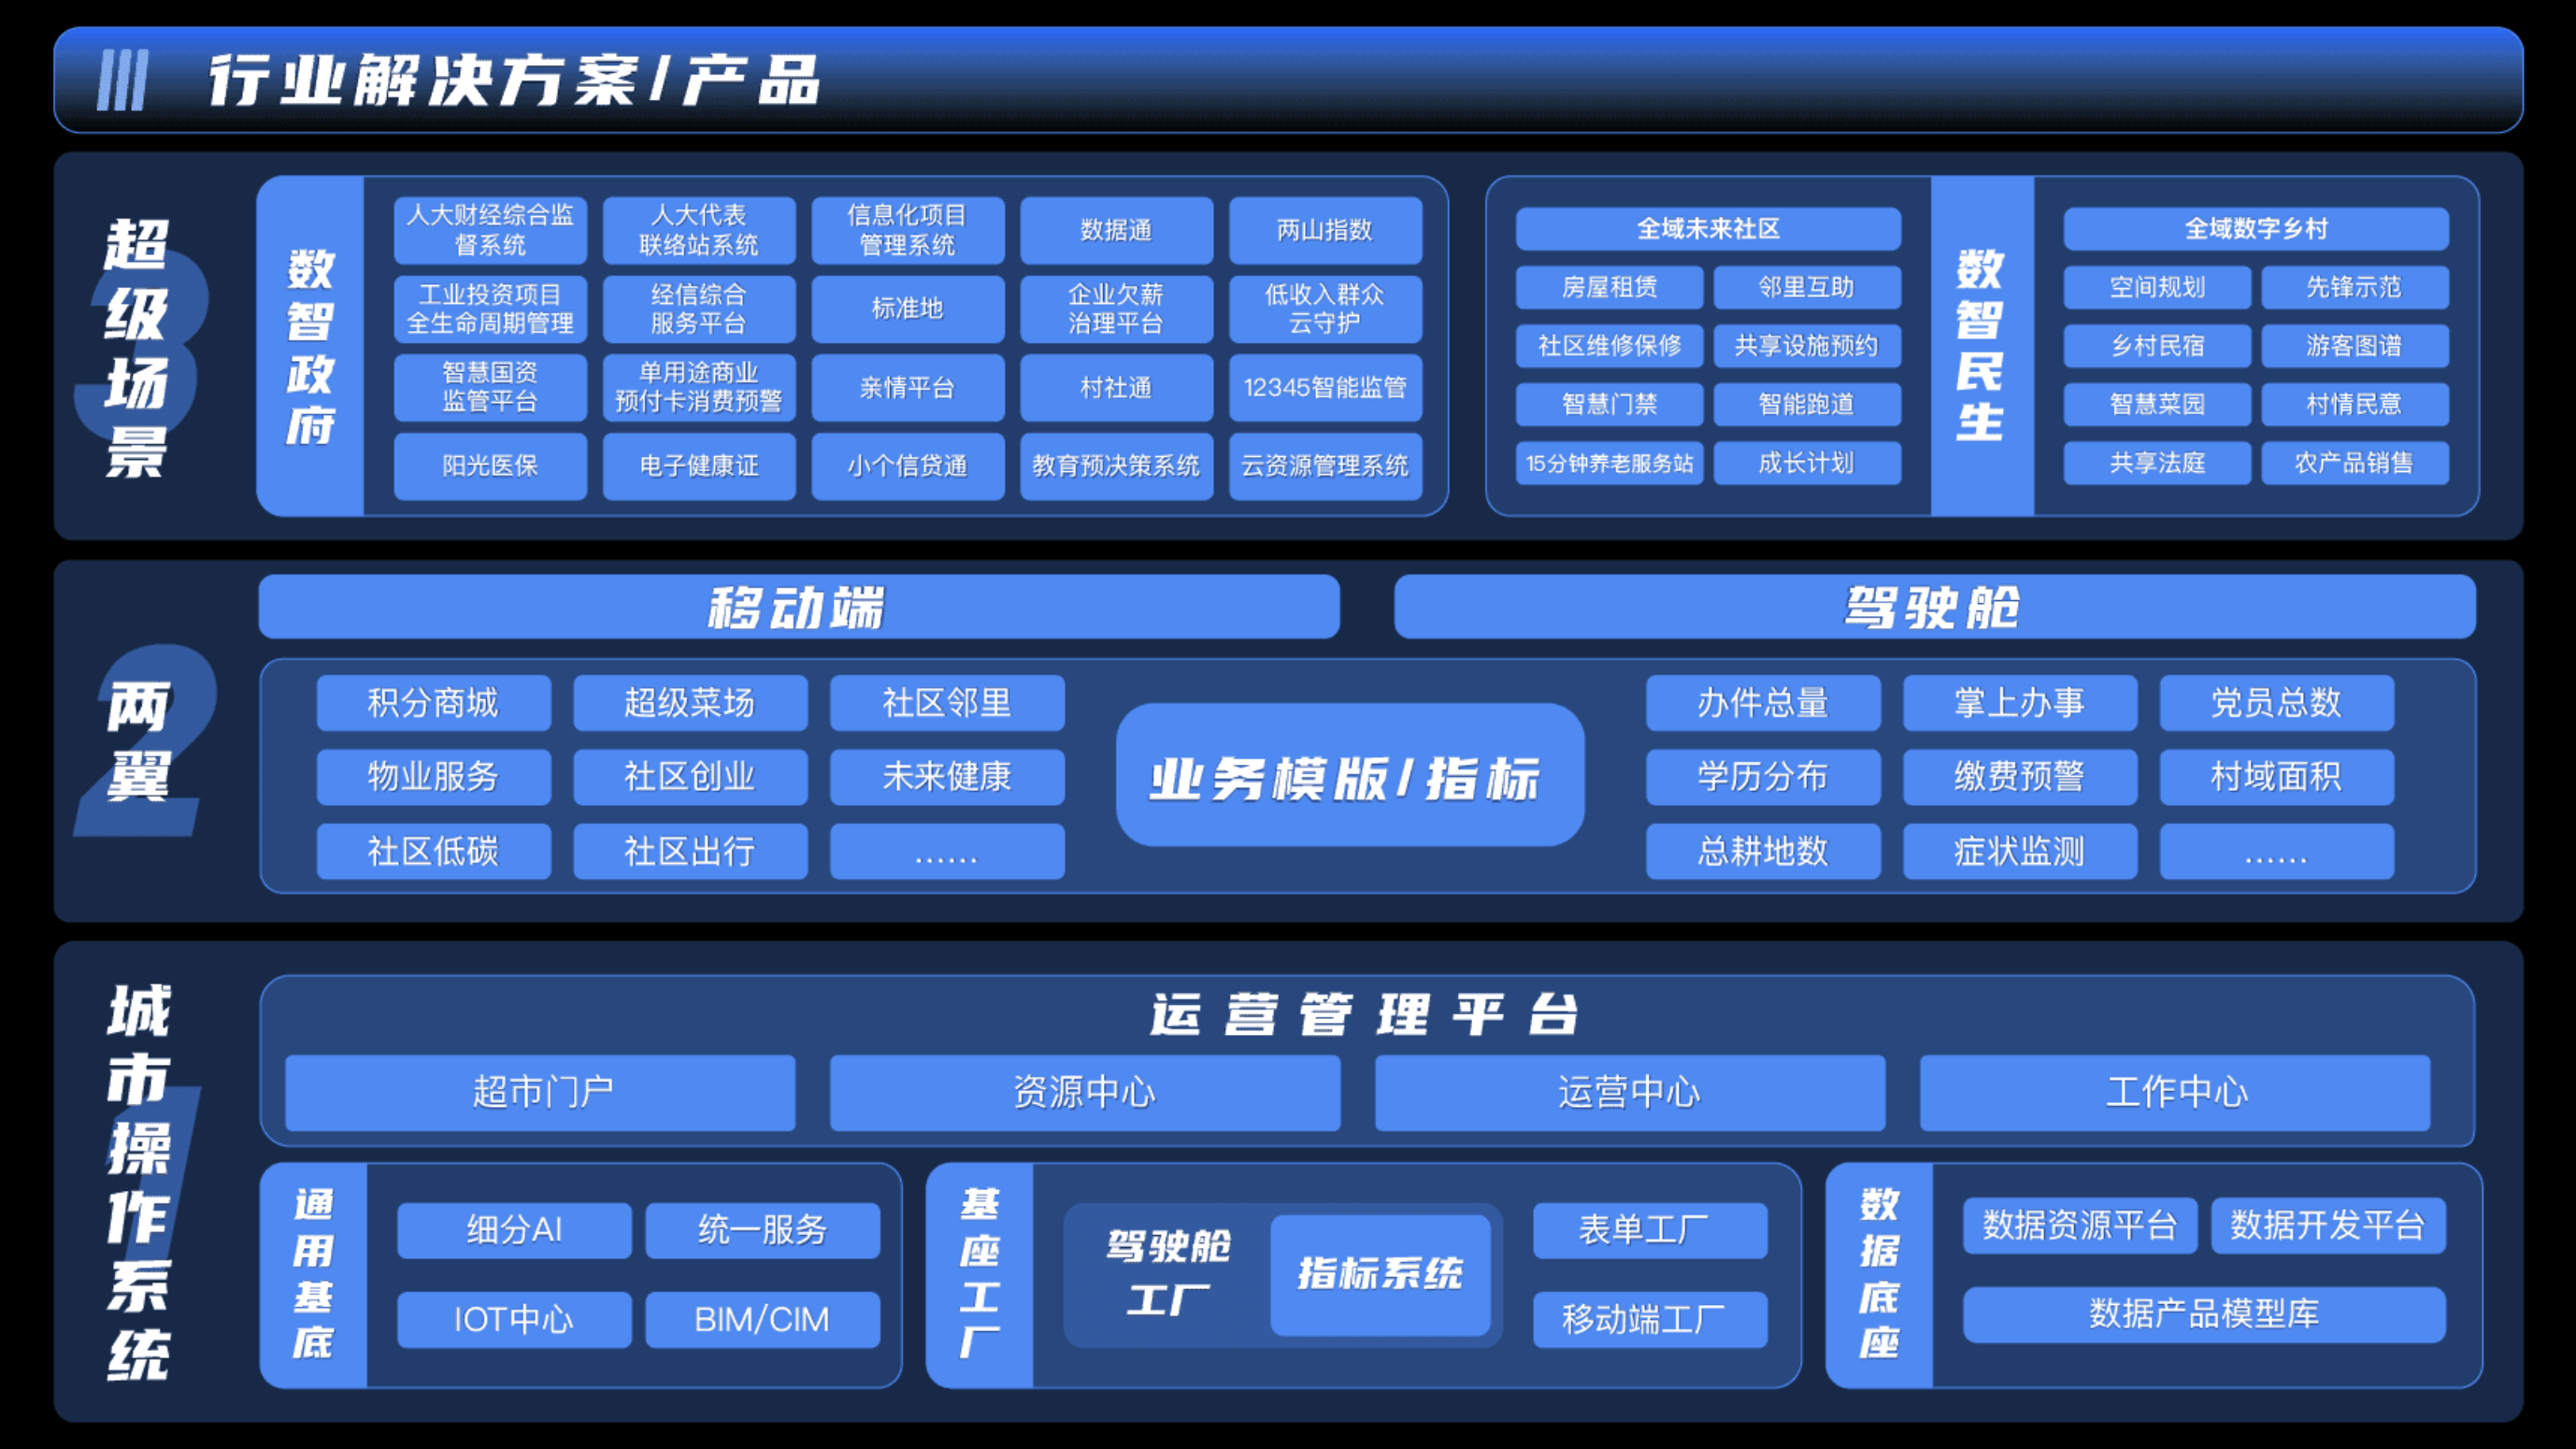 行业解决方案/产品
3
超级场景
数智政府
人大财经综合监
督系统
人大代表
联络站系统
信息化项目
管理系统
数据通
两山指数
工业投资项目
全生命周期管理
经信综合
服务平台
标准地
企业欠薪
治理平台
低收入群众
云守护
智慧国资
监管平台
单用途商业
预付卡消费预警
亲情平台
村社通
12345智能监管
阳光医保
电子健康证
小个信贷通
教育预决策系统
云资源管理系统
全域未来社区
房屋租赁
邻里互助
社区维修保修
共享设施预约
智慧门禁
智能跑道
15分钟养老服务站
成长计划
数智民生
全域数字乡村
空间规划
先锋示范
乡村民宿
游客图谱
智慧菜园
村情民意
共享法庭
农产品销售
2
两翼
移动端
驾驶舱
积分商城
超级菜场
社区邻里
物业服务
社区创业
未来健康
社区低碳
社区出行
......
业务模版/指标
办件总量
掌上办事
党员总数
学历分布
缴费预警
村域面积
总耕地数
症状监测
......
1
城市操作系统
运营管理平台
超市门户
资源中心
运营中心
工作中心
通用基底
细分AI
统一服务
IOT中心
BIM/CIM
基座工厂
驾驶舱
工厂
指标系统
表单工厂
移动端工厂
数据底座
数据资源平台
数据开发平台
数据产品模型库